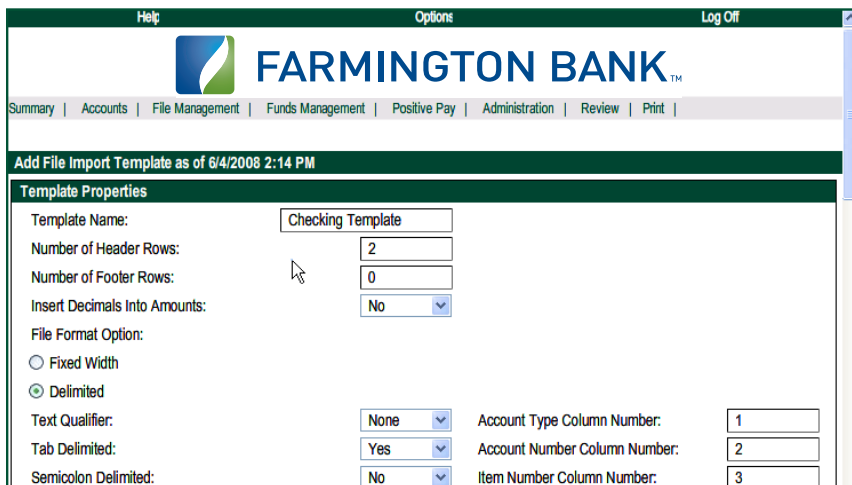 Help Options Log Off
FARMINGTON BANK™
Summary | Accounts | File Management | Funds Management | Positive Pay | Administration | Review | Print |
Add File Import Template as of 6/4/2008 2:14 PM
Template Properties
Template Name: Checking Template
Number of Header Rows: 2
Number of Footer Rows: 0
Insert Decimals Into Amounts: No
File Format Option:
Fixed Width
Delimited
Text Qualifier: None Account Type Column Number: 1
Tab Delimited: Yes Account Number Column Number: 2
Semicolon Delimited: No Item Number Column Number: 3